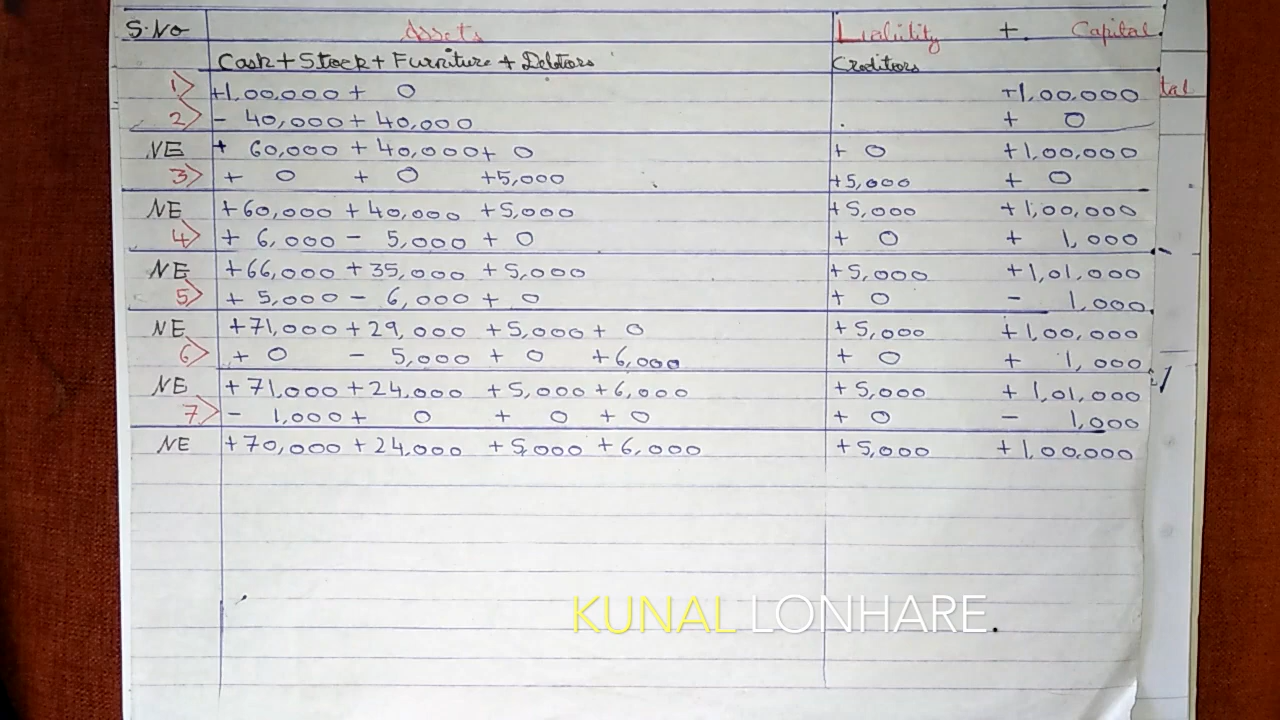 S.No Assets Liability + Capital
Cash + Stock + Furniture + Debtors Creditors
1> +1,00,000 + 0 +1,00,000 tal
2> - 40,000 + 40,000 + 0
NE + 60,000 + 40,000 + 0 + 0 +1,00,000
3> + 0 + 0 +5,000 +5,000 + 0
NE +60,000 +40,000 +5,000 +5,000 +1,00,000
4> + 6,000 - 5,000 + 0 + 0 + 1,000
NE +66,000 +35,000 +5,000 +5,000 +1,01,000
5> + 5,000 - 6,000 + 0 + 0 - 1,000
NE +71,000 +29,000 +5,000 + 0 +5,000 +1,00,000
6> + 0 - 5,000 + 0 +6,000 + 0 + 1,000
NE +71,000 +24,000 +5,000 +6,000 +5,000 +1,01,000
7> - 1,000 + 0 + 0 + 0 + 0 - 1,000
NE +70,000 +24,000 +5,000 +6,000 +5,000 +1,00,000
KUNAL LONHARE.